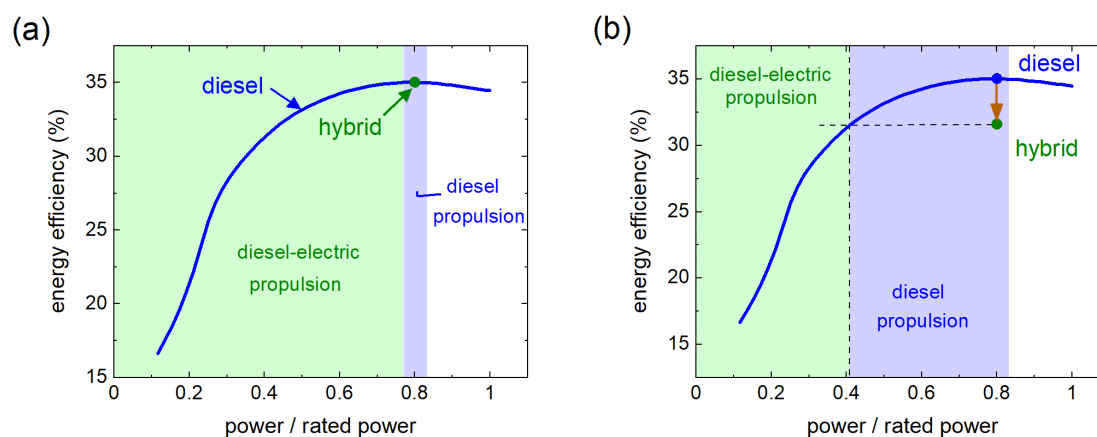 (a)
energy efficiency (%)
35
30
25
20
15
0
0.2
0.4
0.6
0.8
1
power / rated power
diesel
hybrid
diesel
propulsion
diesel-electric
propulsion
(b)
energy efficiency (%)
35
30
25
20
15
0
0.2
0.4
0.6
0.8
1
power / rated power
diesel-electric
propulsion
diesel
hybrid
diesel
propulsion